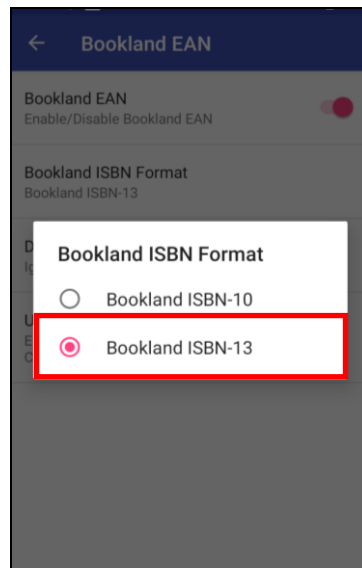 Bookland EAN
Bookland EAN
Enable/Disable Bookland EAN
Bookland ISBN Format
Bookland ISBN-13
Bookland ISBN Format
Bookland ISBN-10
Bookland ISBN-13